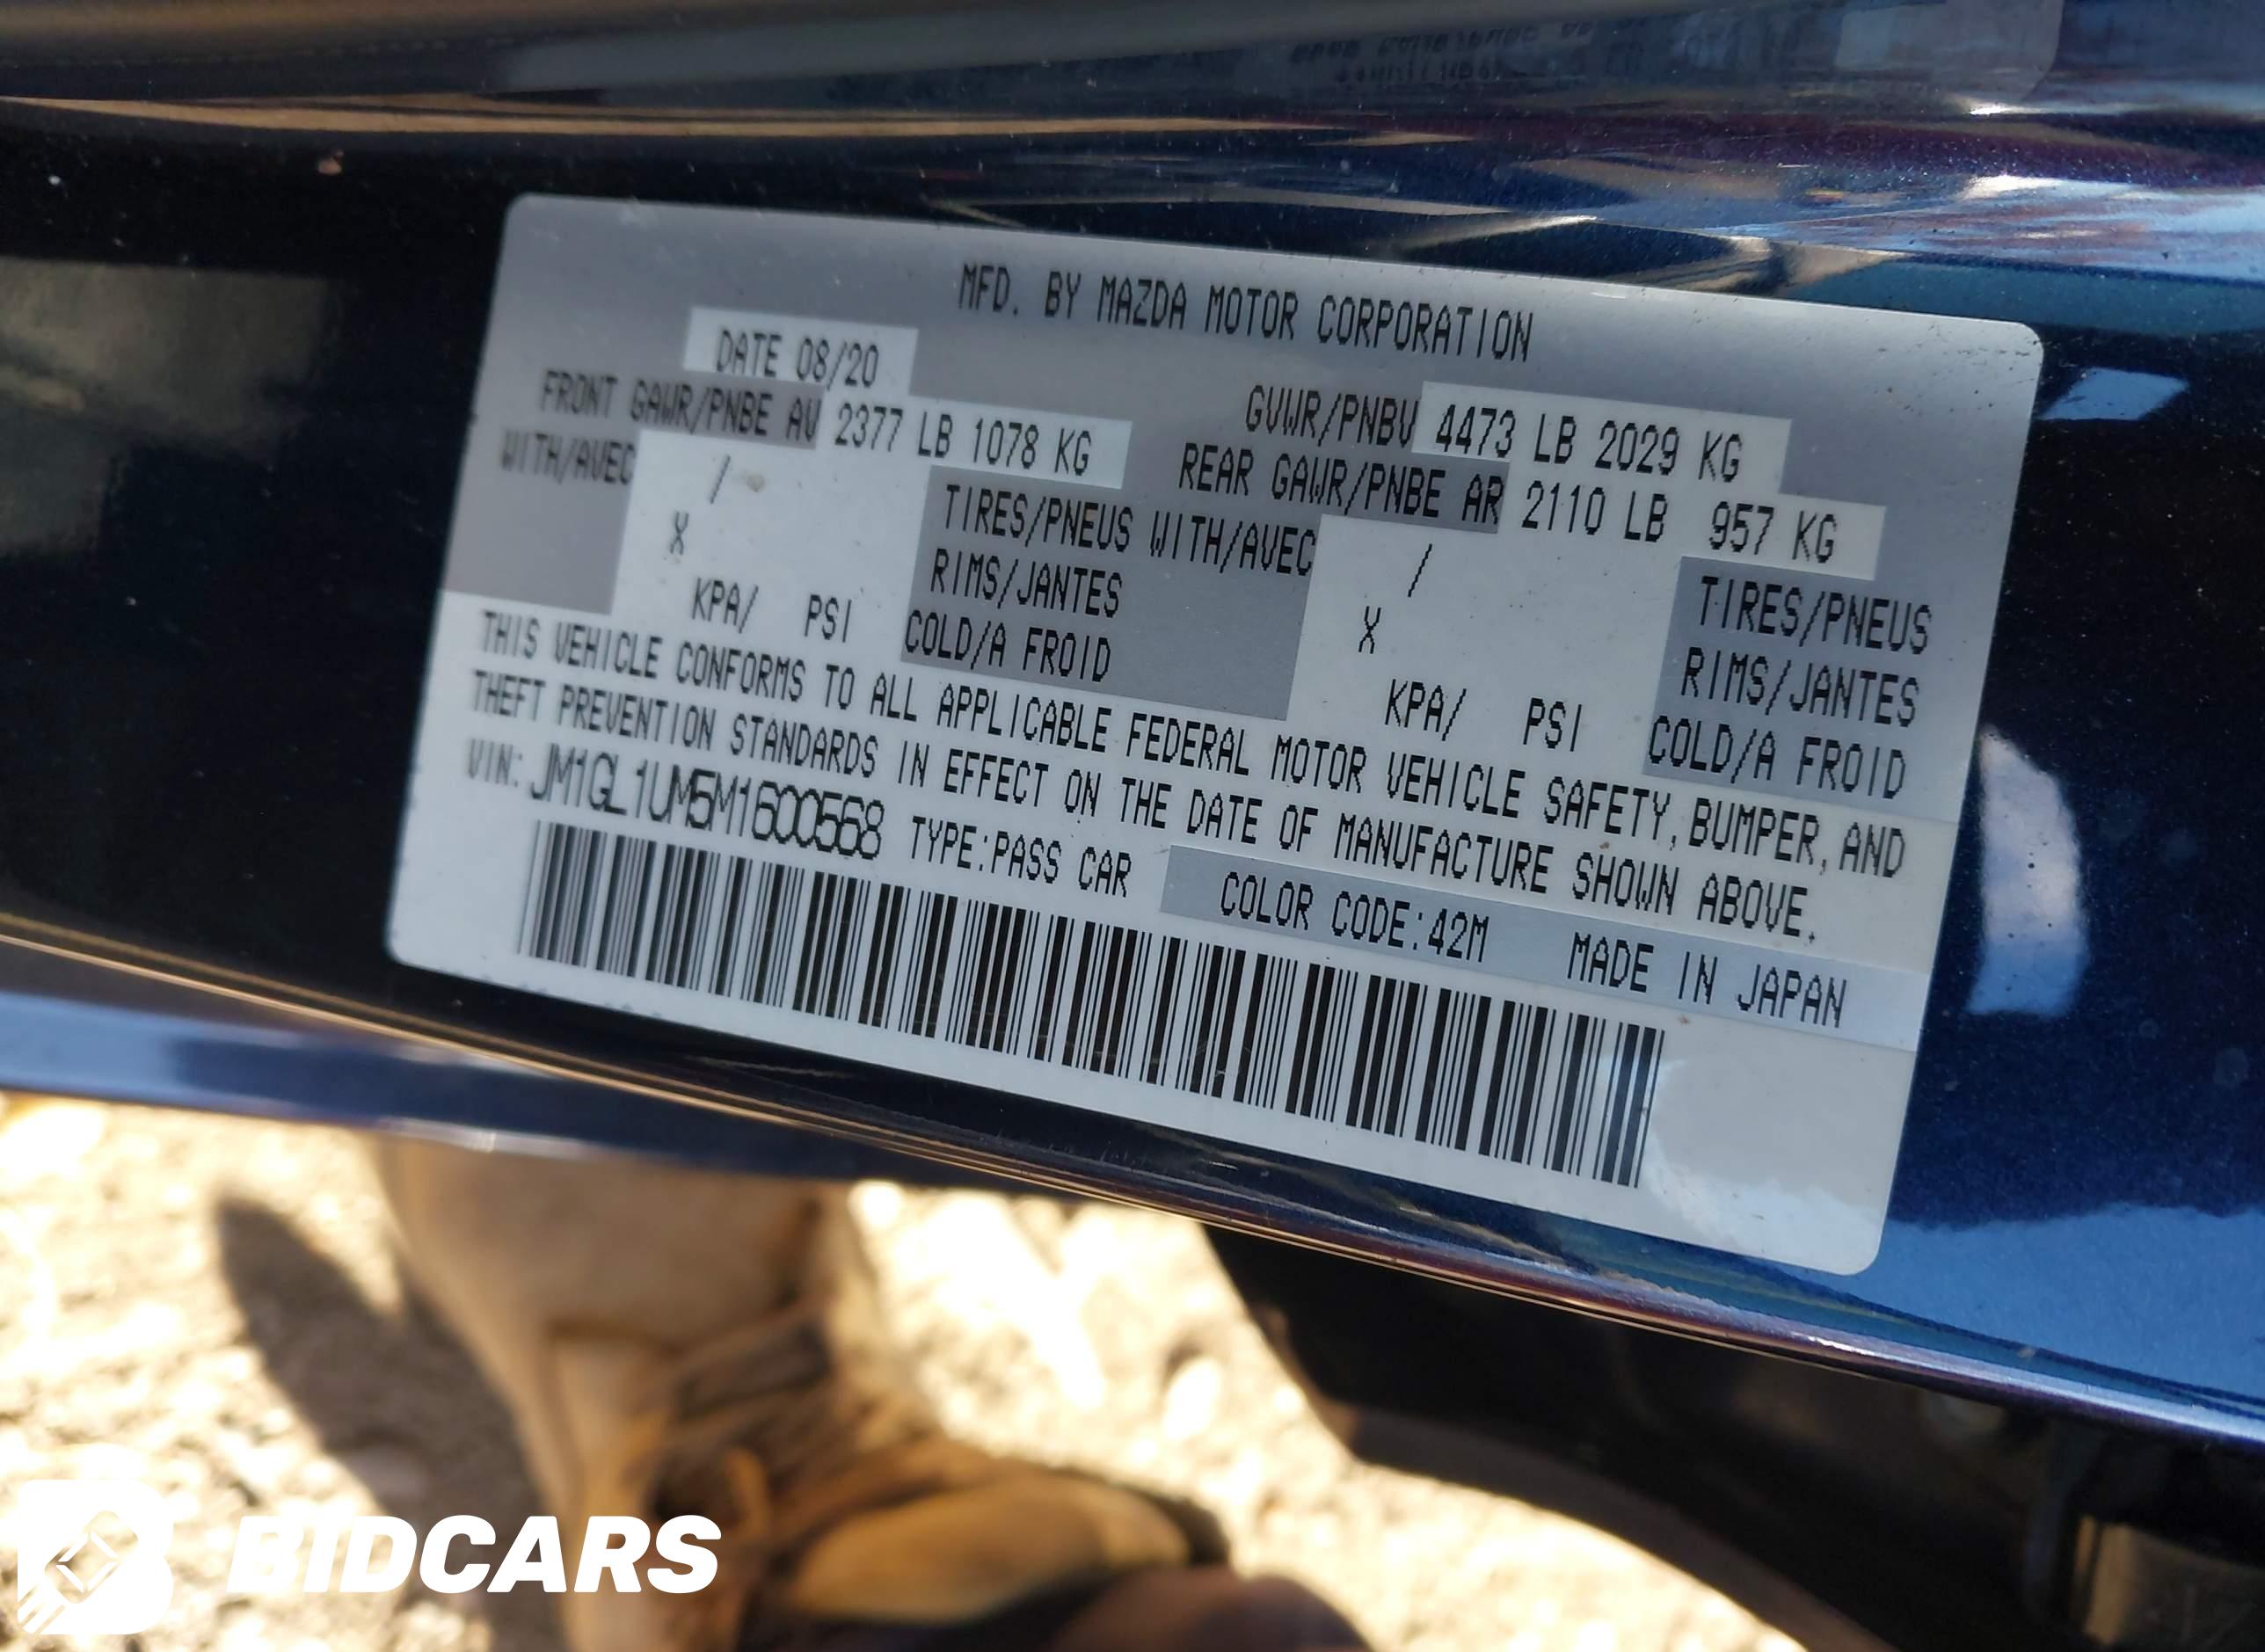 MFD. BY MAZDA MOTOR CORPORATION
DATE 08/20
GVWR/PNBV 4473 LB 2029 KG
FRONT GAWR/PNBE AV 2377 LB 1078 KG
REAR GAWR/PNBE AR 2110 LB 957 KG
WITH/AVEC / TIRES/PNEUS WITH/AVEC / TIRES/PNEUS
X RIMS/JANTES X RIMS/JANTES
KPA/ PSI COLD/A FROID KPA/ PSI COLD/A FROID
THIS VEHICLE CONFORMS TO ALL APPLICABLE FEDERAL MOTOR VEHICLE SAFETY, BUMPER, AND
THEFT PREVENTION STANDARDS IN EFFECT ON THE DATE OF MANUFACTURE SHOWN ABOVE.
VIN: JM1GL1UM5M1600568 TYPE:PASS CAR COLOR CODE:42M MADE IN JAPAN
BIDCARS